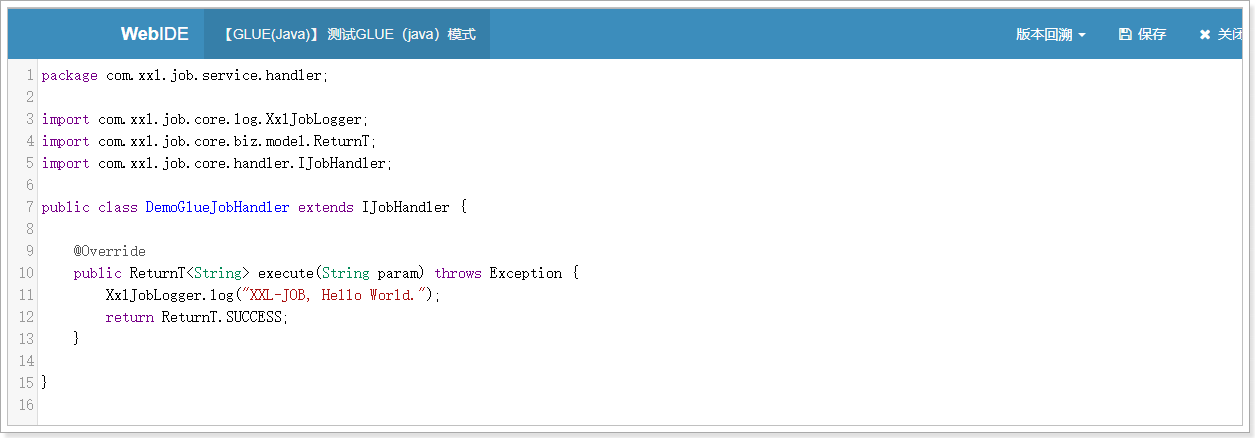 WebIDE 【GLUE(Java)】 测试GLUE（java）模式 版本回溯 保存 关闭
1 package com.xxl.job.service.handler;
2
3 import com.xxl.job.core.log.XxlJobLogger;
4 import com.xxl.job.core.biz.model.ReturnT;
5 import com.xxl.job.core.handler.IJobHandler;
6
7 public class DemoGlueJobHandler extends IJobHandler {
8
9 @Override
10 public ReturnT<String> execute(String param) throws Exception {
11 XxlJobLogger.log("XXL-JOB, Hello World.");
12 return ReturnT.SUCCESS;
13 }
14
15 }
16